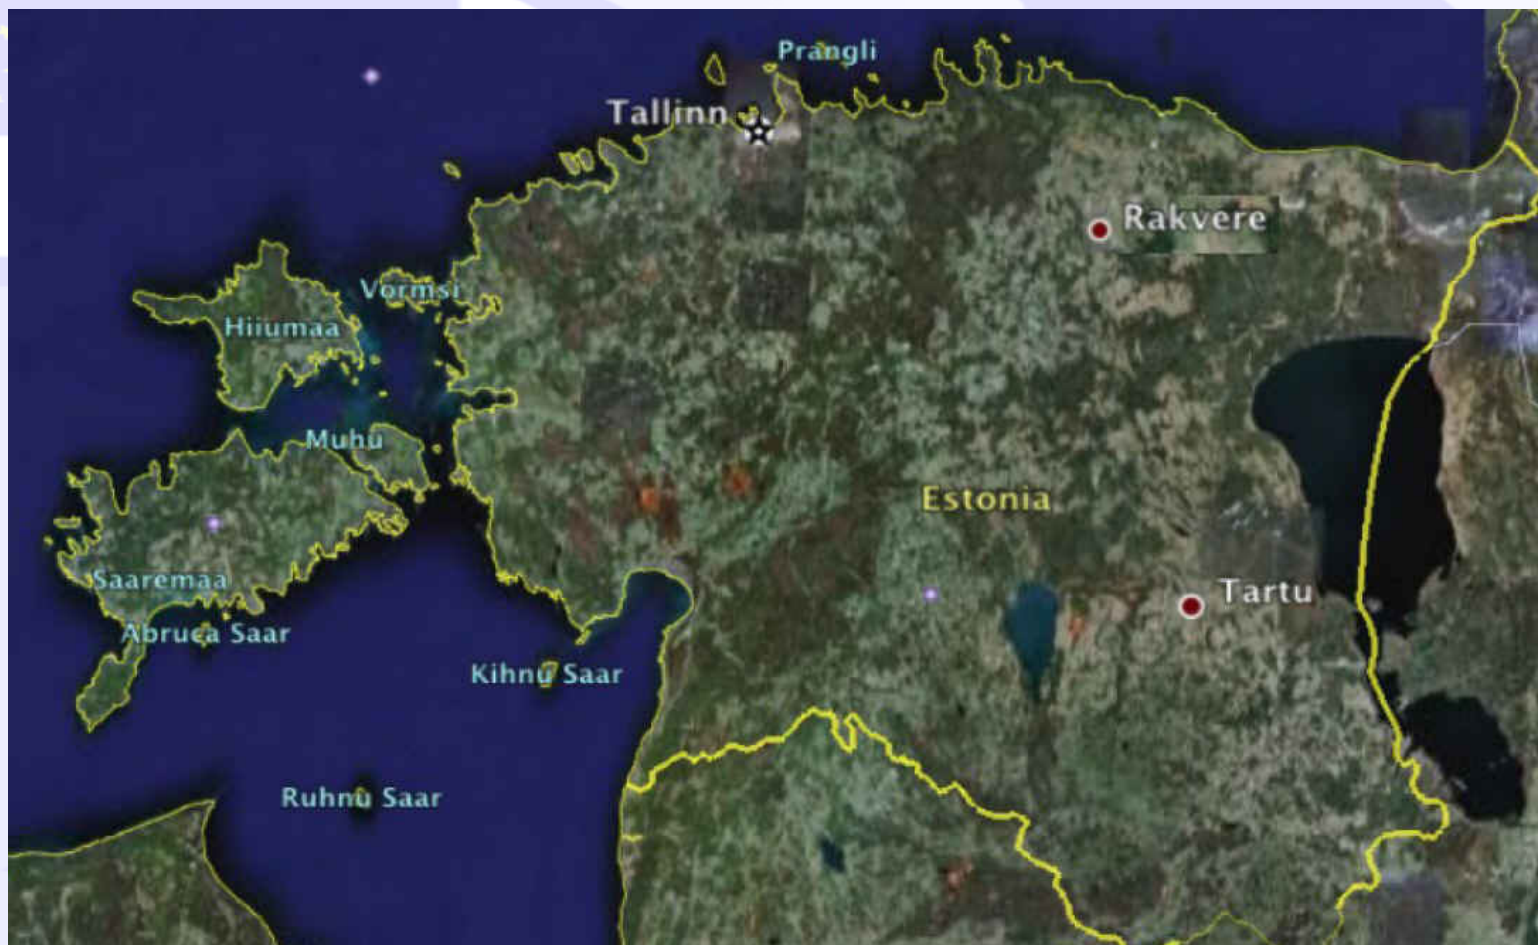 Prangli
Tallinn
Rakvere
Vormsi
Hiiumaa
Muhu
Estonia
Saaremaa
Tartu
Abruca Saar
Kihnu Saar
Ruhnu Saar